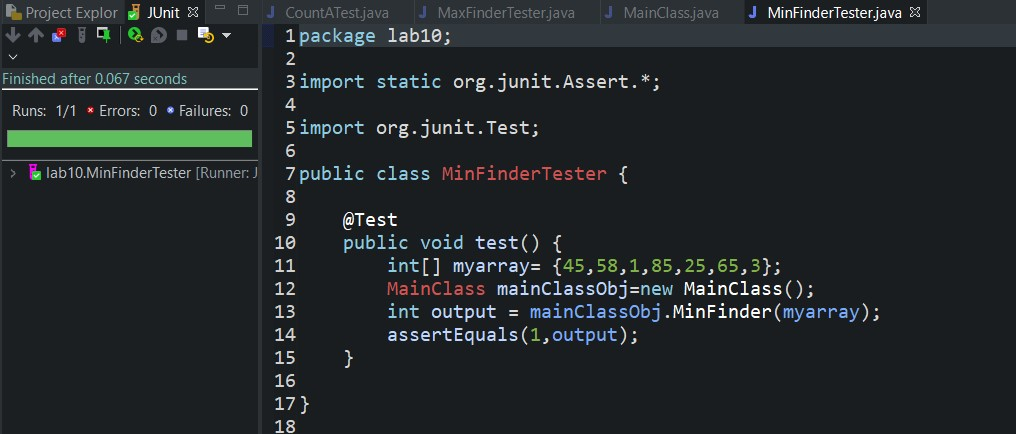 Project Explor
JUnit
Finished after 0.067 seconds
Runs: 1/1 Errors: 0 Failures: 0
lab10.MinFinderTester [Runner: J
CountATest.java MaxFinderTester.java MainClass.java MinFinderTester.java
1 package lab10;
2
3 import static org.junit.Assert.*;
4
5 import org.junit.Test;
6
7 public class MinFinderTester {
8
9 @Test
10 public void test() {
11 int[] myarray= {45,58,1,85,25,65,3};
12 MainClass mainClassObj=new MainClass();
13 int output = mainClassObj.MinFinder(myarray);
14 assertEquals(1,output);
15 }
16
17 }
18